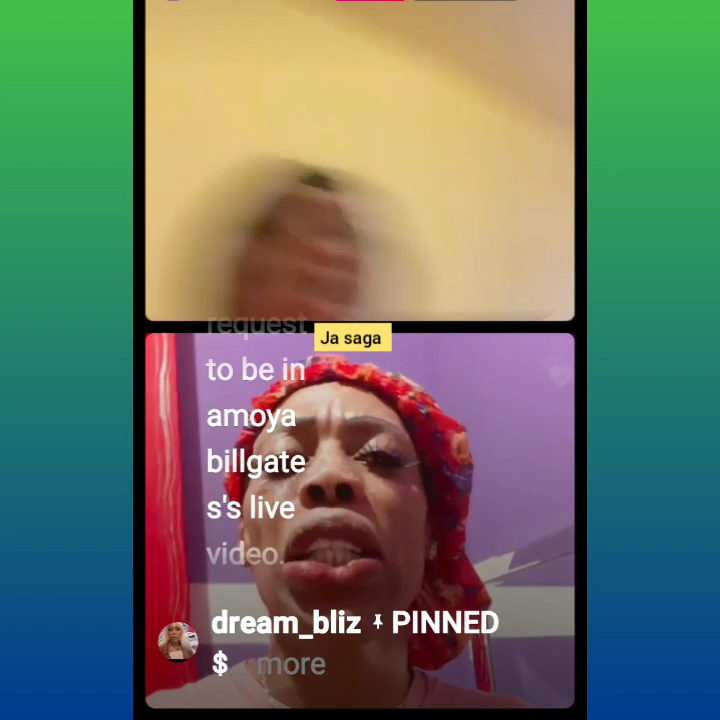 request
Ja saga
to be in
amoya
billgate
s's live
video.
dream_bliz PINNED
$... more